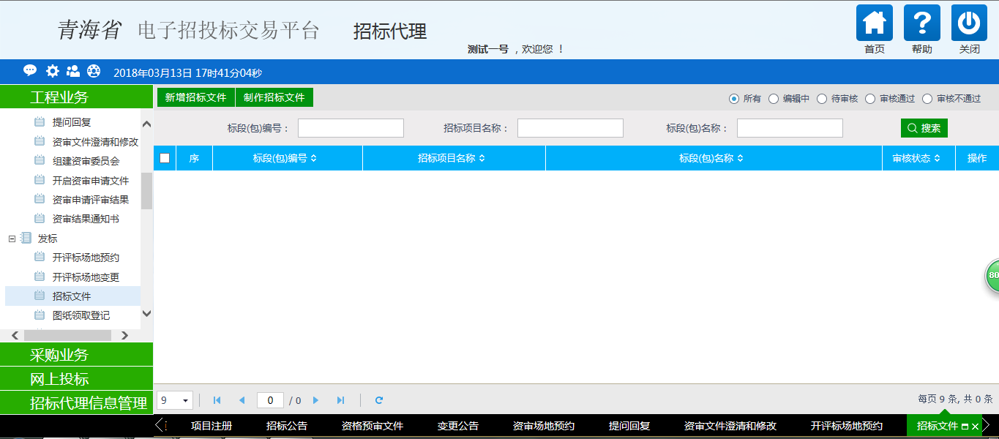 青海省 电子招投标交易平台 招标代理
测试一号 ，欢迎您 ！
首页 帮助 关闭
2018年03月13日 17时41分04秒
工程业务
提问回复
资审文件澄清和修改
组建资审委员会
开启资审申请文件
资审申请评审结果
资审结果通知书
发标
开评标场地预约
开评标场地变更
招标文件
图纸领取登记
采购业务
网上投标
招标代理信息管理
新增招标文件 制作招标文件
所有 编辑中 待审核 审核通过 审核不通过
标段(包)编号： 招标项目名称： 标段(包)名称： 搜索
序 标段(包)编号 招标项目名称 标段(包)名称 审核状态 操作
80
9 0 / 0 每页 9 条, 共 0 条
项目注册 招标公告 资格预审文件 变更公告 资审场地预约 提问回复 资审文件澄清和修改 开评标场地预约 招标文件